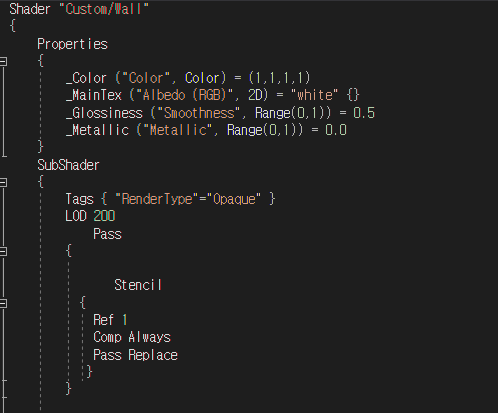 Shader "Custom/Wall"
{
Properties
{
_Color ("Color", Color) = (1,1,1,1)
_MainTex ("Albedo (RGB)", 2D) = "white" {}
_Glossiness ("Smoothness", Range(0,1)) = 0.5
_Metallic ("Metallic", Range(0,1)) = 0.0
}
SubShader
{
Tags { "RenderType"="Opaque" }
LOD 200
Pass
{
Stencil
{
Ref 1
Comp Always
Pass Replace
}
}